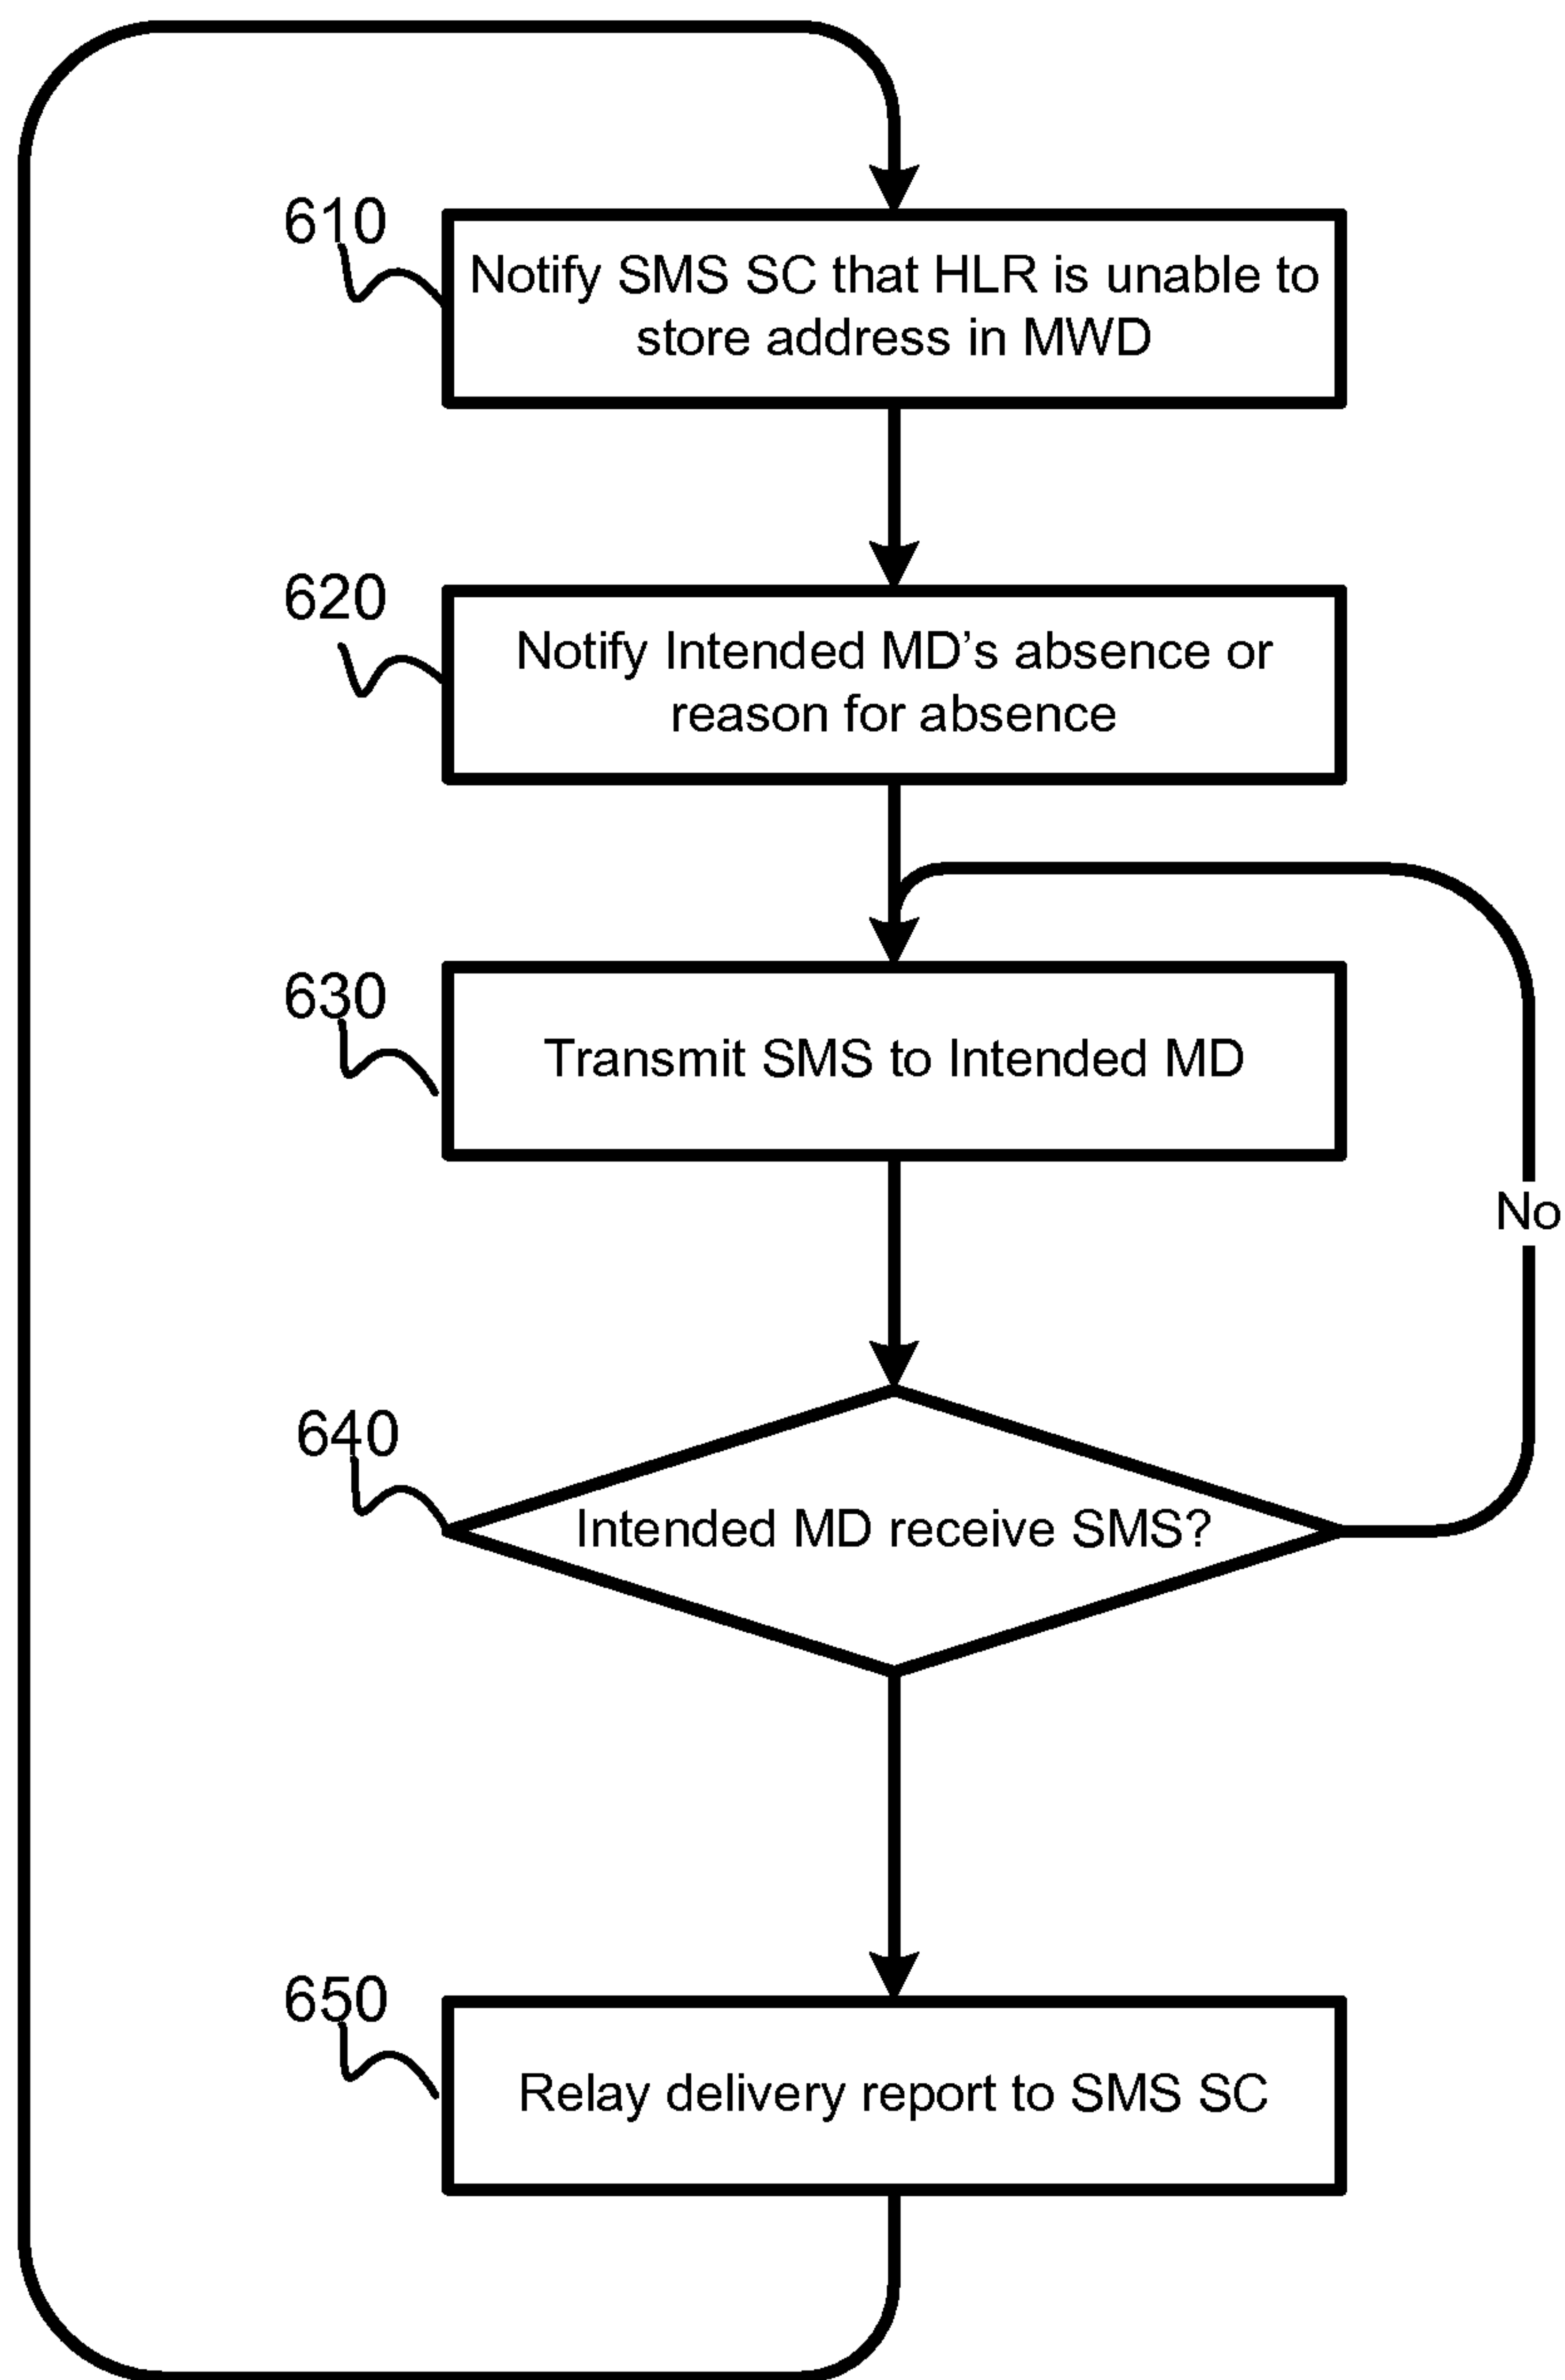 610
Notify SMS SC that HLR is unable to
store address in MWD
620
Notify Intended MD’s absence or
reason for absence
630
Transmit SMS to Intended MD
No
640
Intended MD receive SMS?
650
Relay delivery report to SMS SC